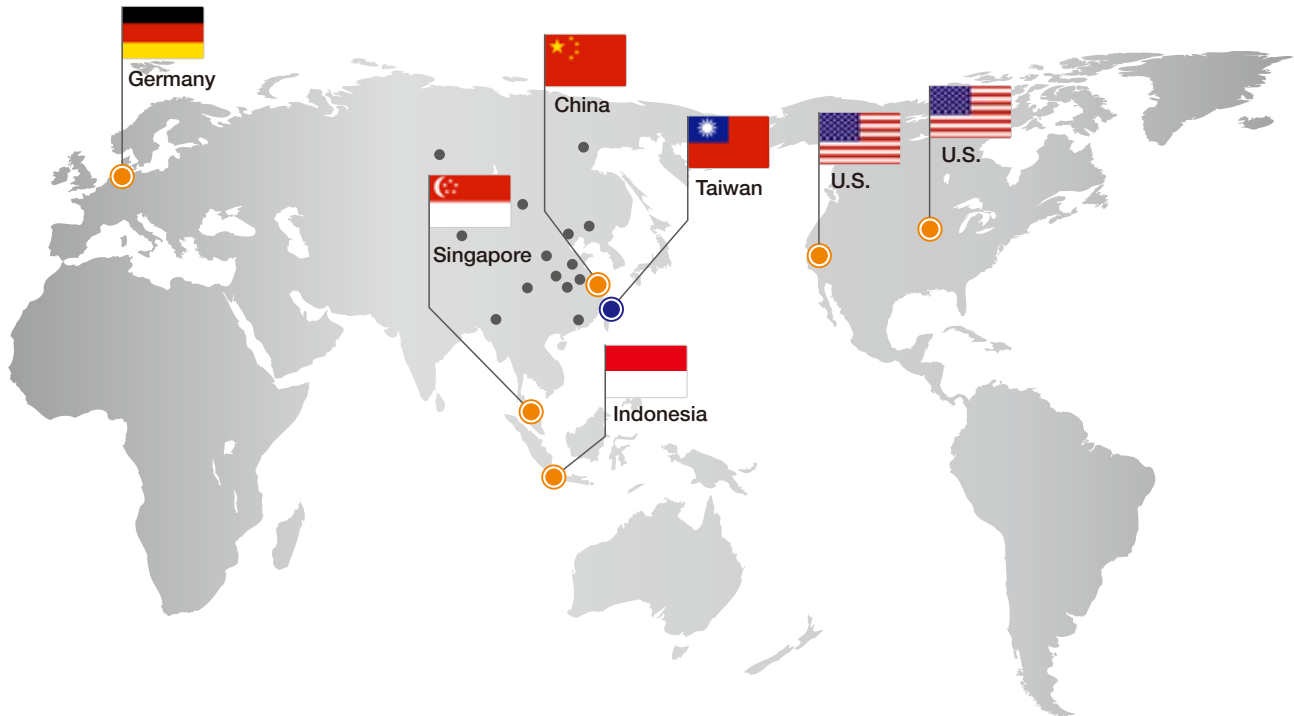 Germany
China
U.S.
U.S.
Taiwan
Singapore
Indonesia